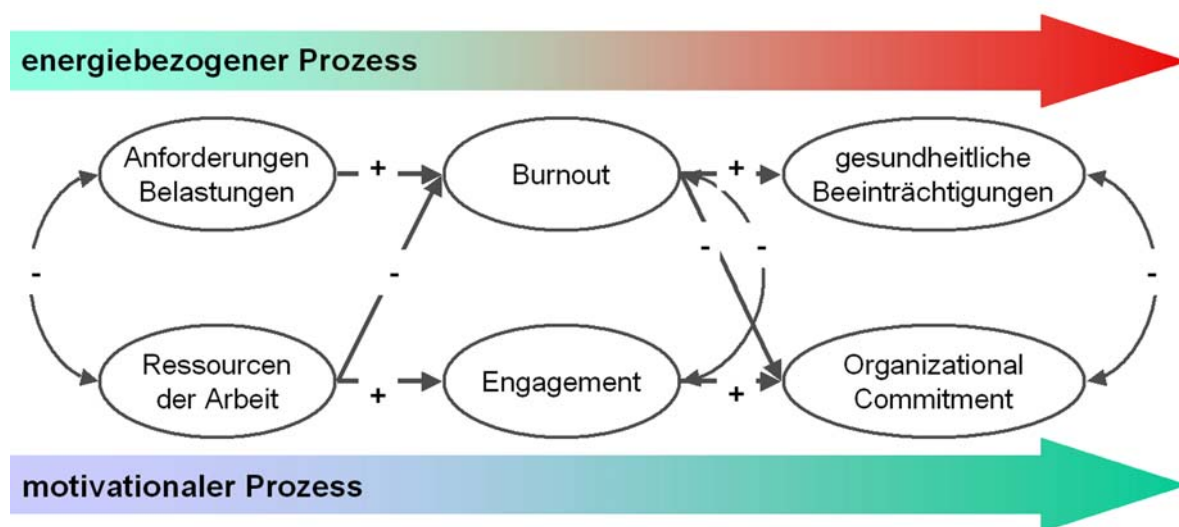 energiebezogener Prozess
Anforderungen
Belastungen
+
Burnout
+
gesundheitliche
Beeinträchtigungen
-
-
-
-
-
Ressourcen
der Arbeit
+
Engagement
+
Organizational
Commitment
motivationaler Prozess